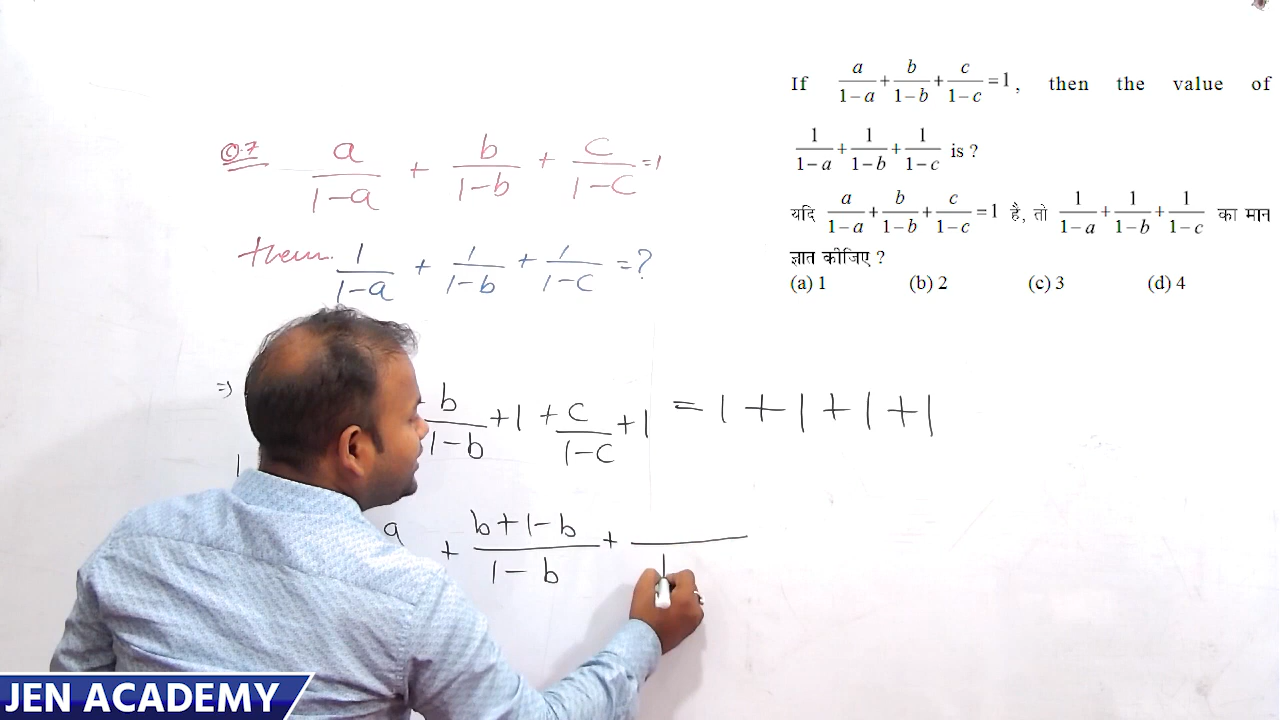 Q.7 a/(1-a) + b/(1-b) + c/(1-c) = 1
them. 1/(1-a) + 1/(1-b) + 1/(1-c) = ?
⇒ b/(1-b) + 1 + c/(1-c) + 1 = 1 + 1 + 1 + 1
a + (b+1-b)/(1-b) +
If a/(1−a) + b/(1−b) + c/(1−c) = 1, then the value of
1/(1−a) + 1/(1−b) + 1/(1−c) is ?
यदि a/(1−a) + b/(1−b) + c/(1−c) = 1 है, तो 1/(1−a) + 1/(1−b) + 1/(1−c) का मान
ज्ञात कीजिए ?
(a) 1 (b) 2 (c) 3 (d) 4
JEN ACADEMY